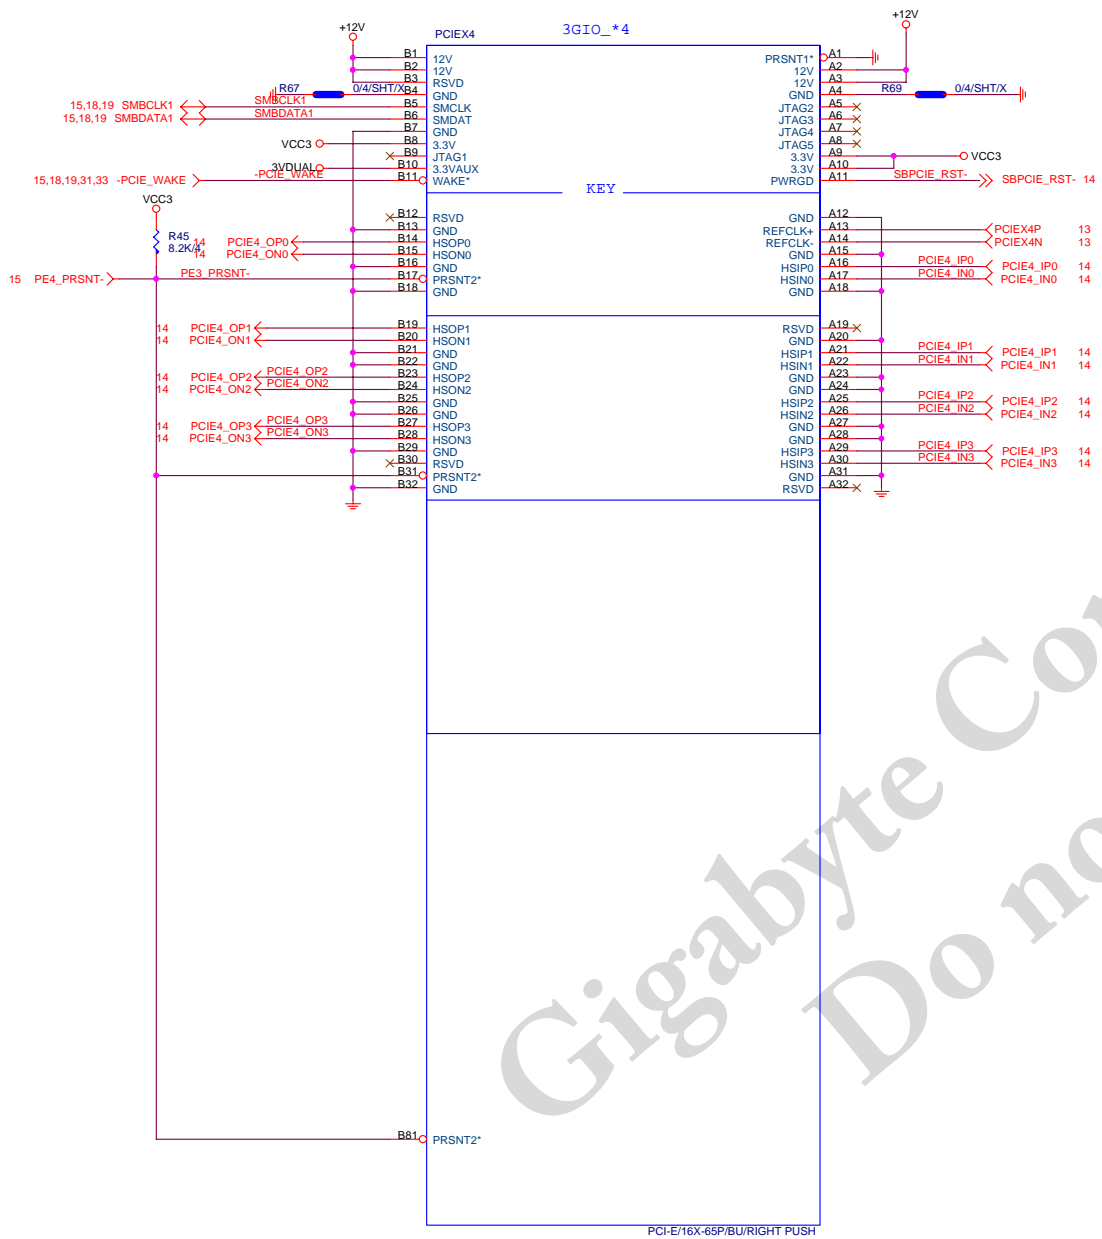 +12V
+12V
PCIEX4
3GIO_*4
B1 12V
B2 12V
B3 RSVD
B4 GND
B5 SMCLK
B6 SMDAT
B7 GND
B8 3.3V
B9 JTAG1
B10 3.3VAUX
B11 WAKE*
PRSNT1* A1
12V A2
12V A3
GND A4
JTAG2 A5
JTAG3 A6
JTAG4 A7
JTAG5 A8
3.3V A9
3.3V A10
PWRGD A11
R67 0/4/SHT/X
R69 0/4/SHT/X
15,18,19 SMBCLK1 SMBCLK1
15,18,19 SMBDATA1 SMBDATA1
VCC3
3VDUAL
15,18,19,31,33 -PCIE_WAKE -PCIE_WAKE
VCC3
SBPCIE_RST- SBPCIE_RST- 14
KEY
VCC3
R45
8.2K/4
B12 RSVD
B13 GND
B14 HSOP0
B15 HSON0
B16 GND
B17 PRSNT2*
B18 GND
14 PCIE4_OP0
14 PCIE4_ON0
15 PE4_PRSNT- PE3_PRSNT-
GND A12
REFCLK+ A13
REFCLK- A14
GND A15
HSIP0 A16
HSIN0 A17
GND A18
PCIEX4P 13
PCIEX4N 13
PCIE4_IP0 PCIE4_IP0 14
PCIE4_IN0 PCIE4_IN0 14
B19 HSOP1
B20 HSON1
B21 GND
B22 GND
B23 HSOP2
B24 HSON2
B25 GND
B26 GND
B27 HSOP3
B28 HSON3
B29 GND
B30 RSVD
B31 PRSNT2*
B32 GND
14 PCIE4_OP1
14 PCIE4_ON1
14 PCIE4_OP2 PCIE4_OP2
14 PCIE4_ON2 PCIE4_ON2
14 PCIE4_OP3 PCIE4_OP3
14 PCIE4_ON3 PCIE4_ON3
RSVD A19
GND A20
HSIP1 A21
HSIN1 A22
GND A23
GND A24
HSIP2 A25
HSIN2 A26
GND A27
GND A28
HSIP3 A29
HSIN3 A30
GND A31
RSVD A32
PCIE4_IP1 PCIE4_IP1 14
PCIE4_IN1 PCIE4_IN1 14
PCIE4_IP2 PCIE4_IP2 14
PCIE4_IN2 PCIE4_IN2 14
PCIE4_IP3 PCIE4_IP3 14
PCIE4_IN3 PCIE4_IN3 14
B81 PRSNT2*
PCI-E/16X-65P/BU/RIGHT PUSH
Gigabyte
Do